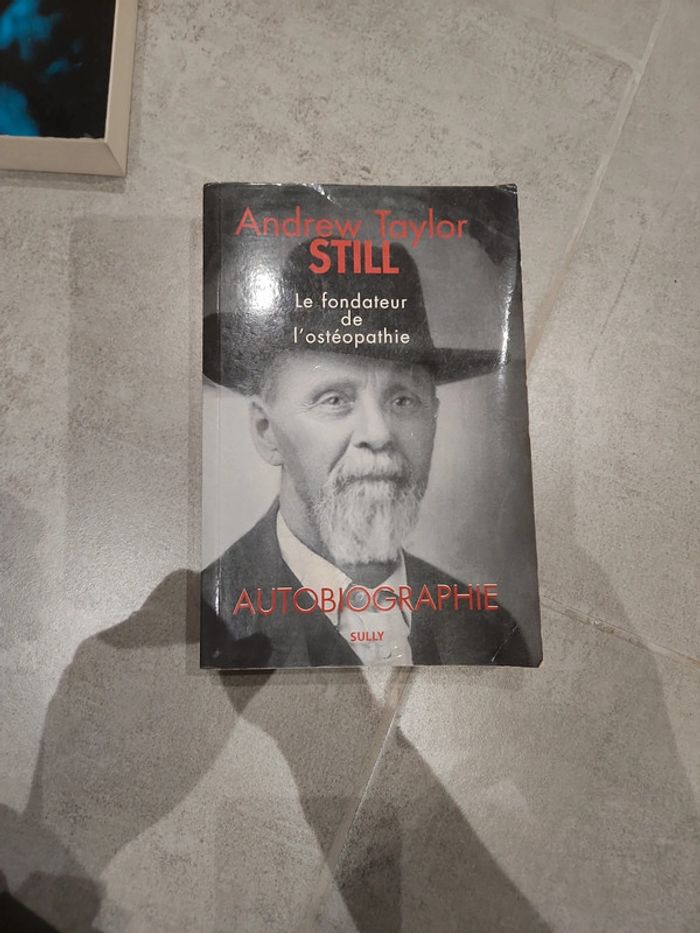 Andrew Taylor
STILL
Le fondateur
de
l'ostéopathie
AUTOBIOGRAPHIE
SULLY